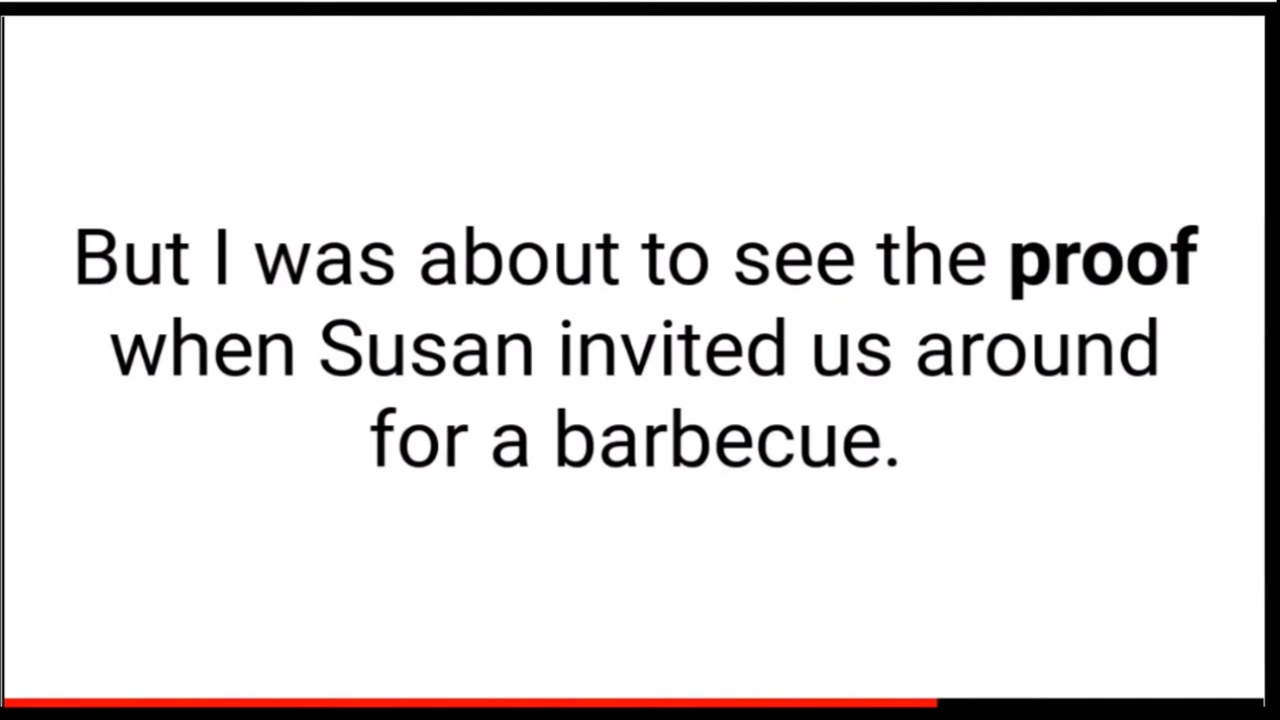 But I was about to see the proof
when Susan invited us around
for a barbecue.